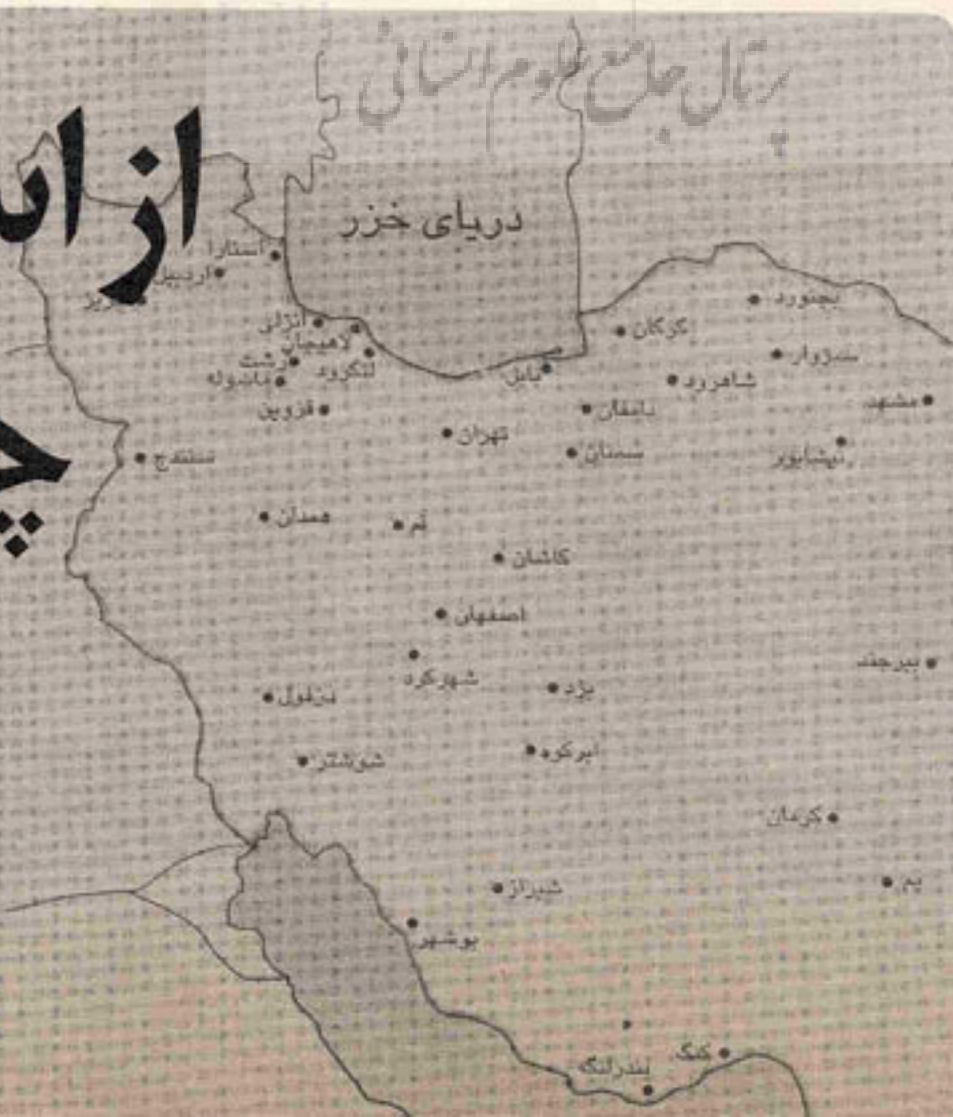 پرتال جامع علوم انسانی
از
دریای خزر
آستارا
اردبیل
بجنورد
انزلی
لاهیجان
گرگان
لنگرود
رشت
ماسوله
سبزوار
بابل
شاهرود
مشهد
قزوین
دامغان
تهران
سمنان
نیشابور
سنندج
چ
همدان
قم
کاشان
اصفهان
بیرجند
شهرکرد
یزد
دزفول
ابرکوه
شوشتر
کرمان
شیراز
بم
بوشهر
کنگ
بندرلنگه